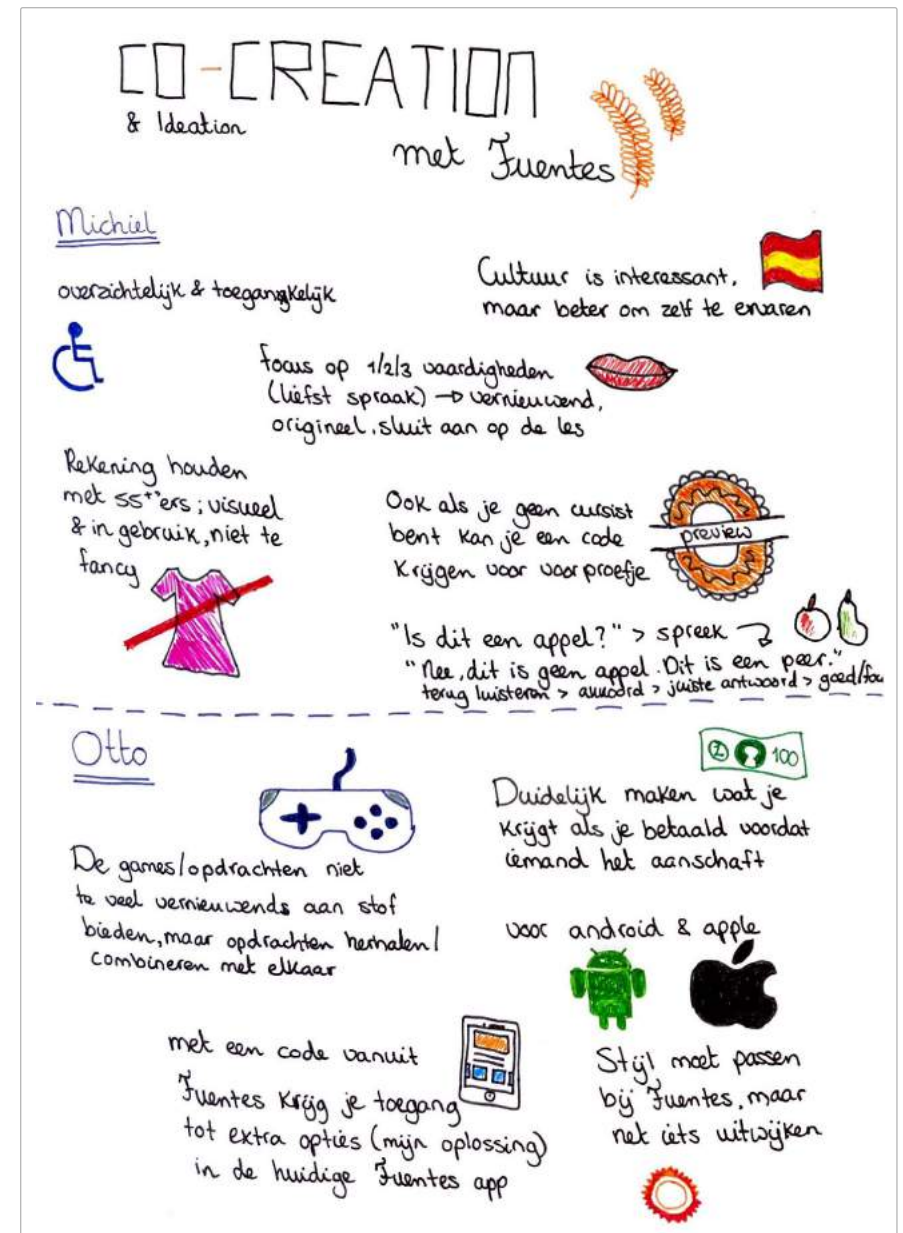 CO-CREATION
& Ideation
met Fuentes
Michiel
overzichtelijk & toegangkelijk
Cultuur is interessant,
maar beter om zelf te ervaren
focus op 1/2/3 vaardigheden
(liefst spraak) → vernieuwend,
origineel, sluit aan op de les
Rekening houden
met 55+'ers; visueel
& in gebruik, niet te
fancy
Ook als je geen cursist
bent kan je een code
krijgen voor voorproefje
preview
"Is dit een appel?" > spreek
"Nee, dit is geen appel. Dit is een peer."
terug luisteren > akkoord > juiste antwoord > goed/fou
Otto
100
De games/opdrachten niet
te veel vernieuwends aan stof
bieden, maar opdrachten herhalen/
combineren met elkaar
Duidelijk maken wat je
krijgt als je betaald voordat
iemand het aanschaft
voor android & apple
met een code vanuit
Fuentes krijg je toegang
tot extra opties (mijn oplossing)
in de huidige Fuentes app
Stijl moet passen
bij Fuentes, maar
net iets uitwijken